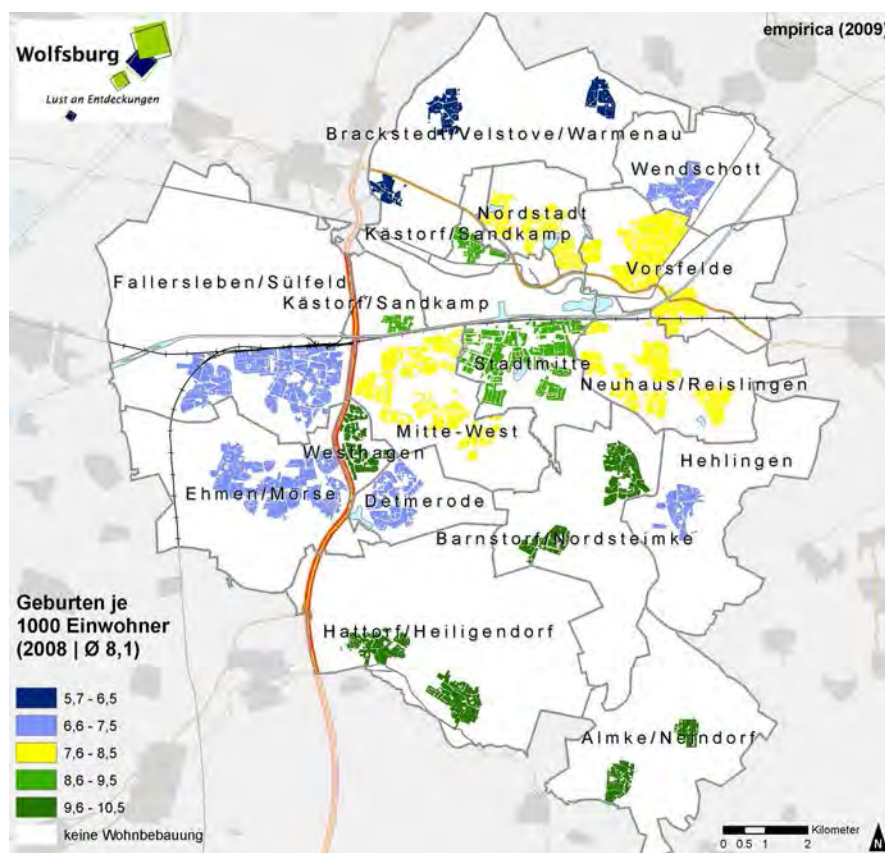 Wolfsburg
Lust an Entdeckungen
empirica (2009)
Brackstedt/Velstove/Warmenau
Wendschott
Nordstadt
Kästorf/Sandkamp
Vorsfelde
Fallersleben/Sülfeld
Kästorf/Sandkamp
Stadtmitte
Neuhaus/Reislingen
Mitte-West
Westhagen
Hehlingen
Ehmen/Mörse
Detmerode
Barnstorf/Nordsteimke
Hattorf/Heiligendorf
Almke/Neindorf
Geburten je
1000 Einwohner
(2008 | Ø 8,1)
5,7 - 6,5
6,6 - 7,5
7,6 - 8,5
8,6 - 9,5
9,6 - 10,5
keine Wohnbebauung
Kilometer
0 0.5 1 2
N